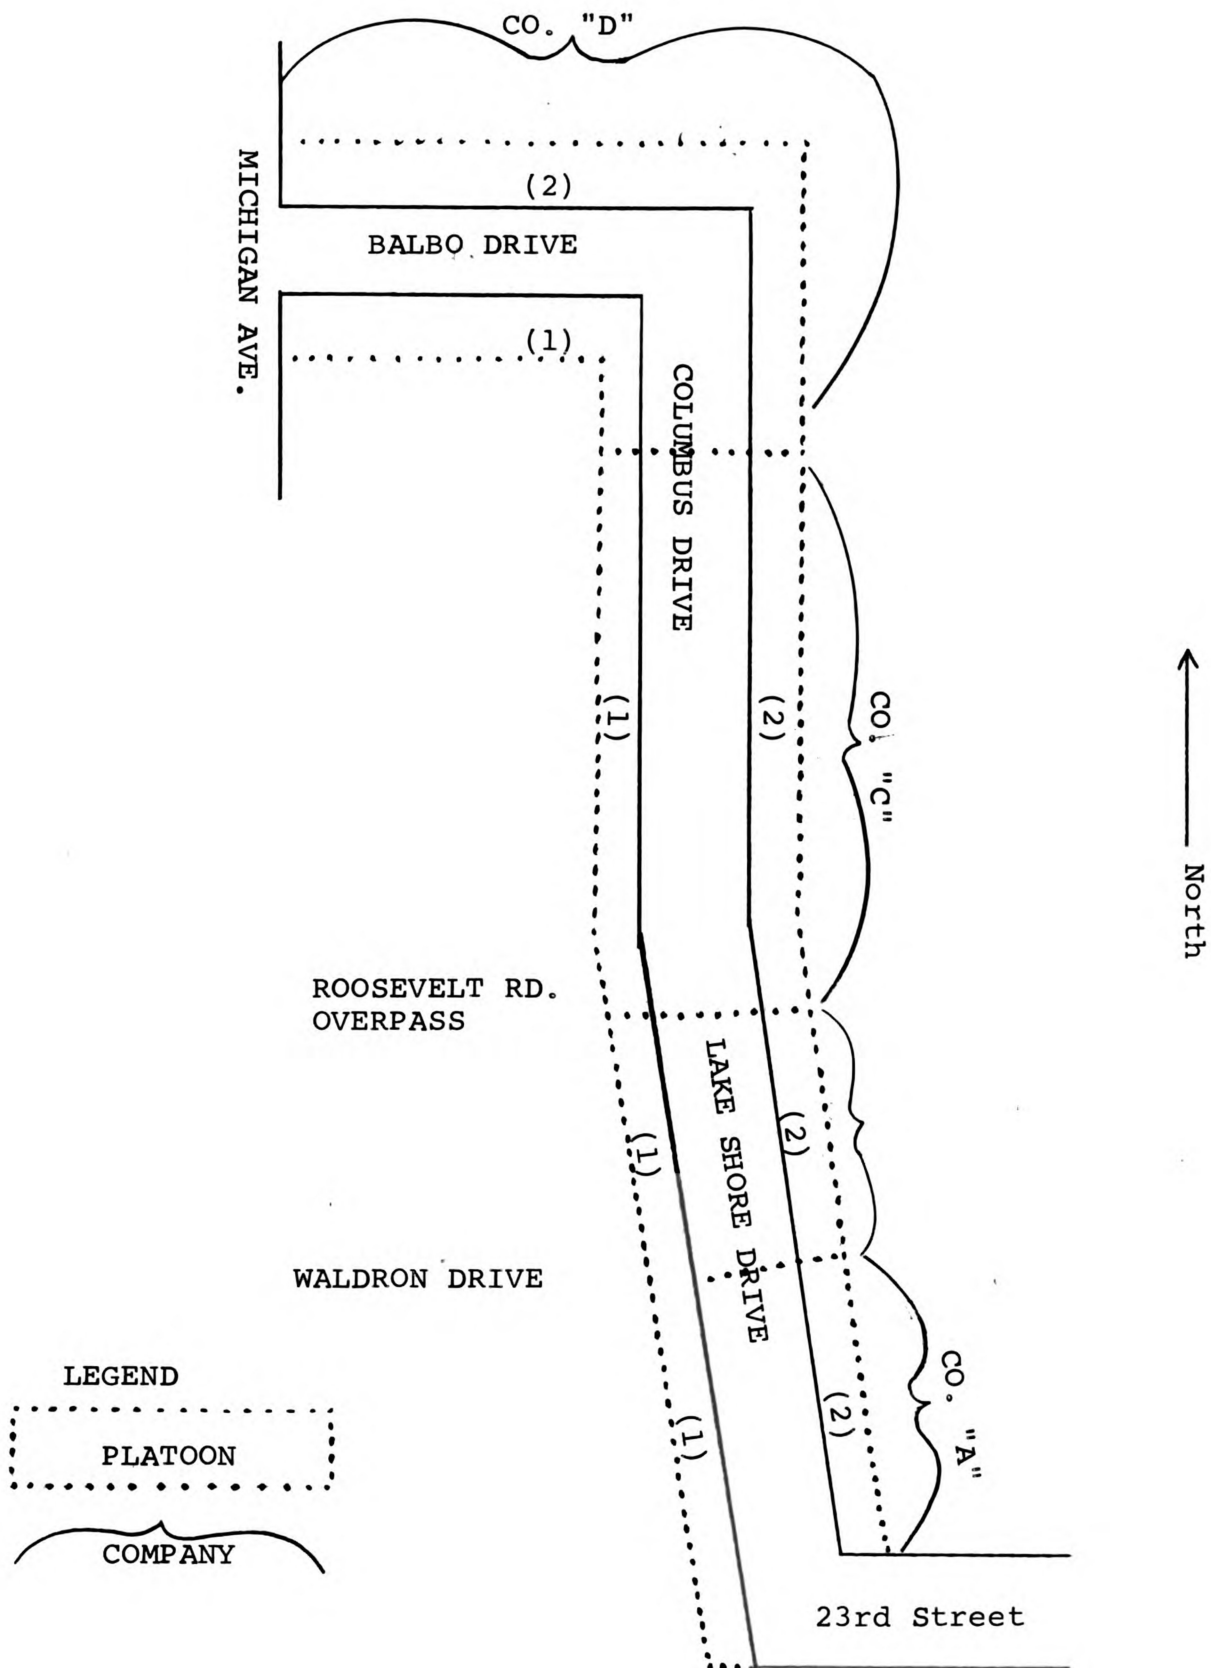 CO. "D"
(2)
MICHIGAN AVE.
BALBO DRIVE
(1)
COLUMBUS DRIVE
(1)
(2)
CO. "C"
North
ROOSEVELT RD.
OVERPASS
LAKE SHORE DRIVE
(1)
(2)
WALDRON DRIVE
CO. "A"
(1)
(2)
LEGEND
PLATOON
COMPANY
23rd Street